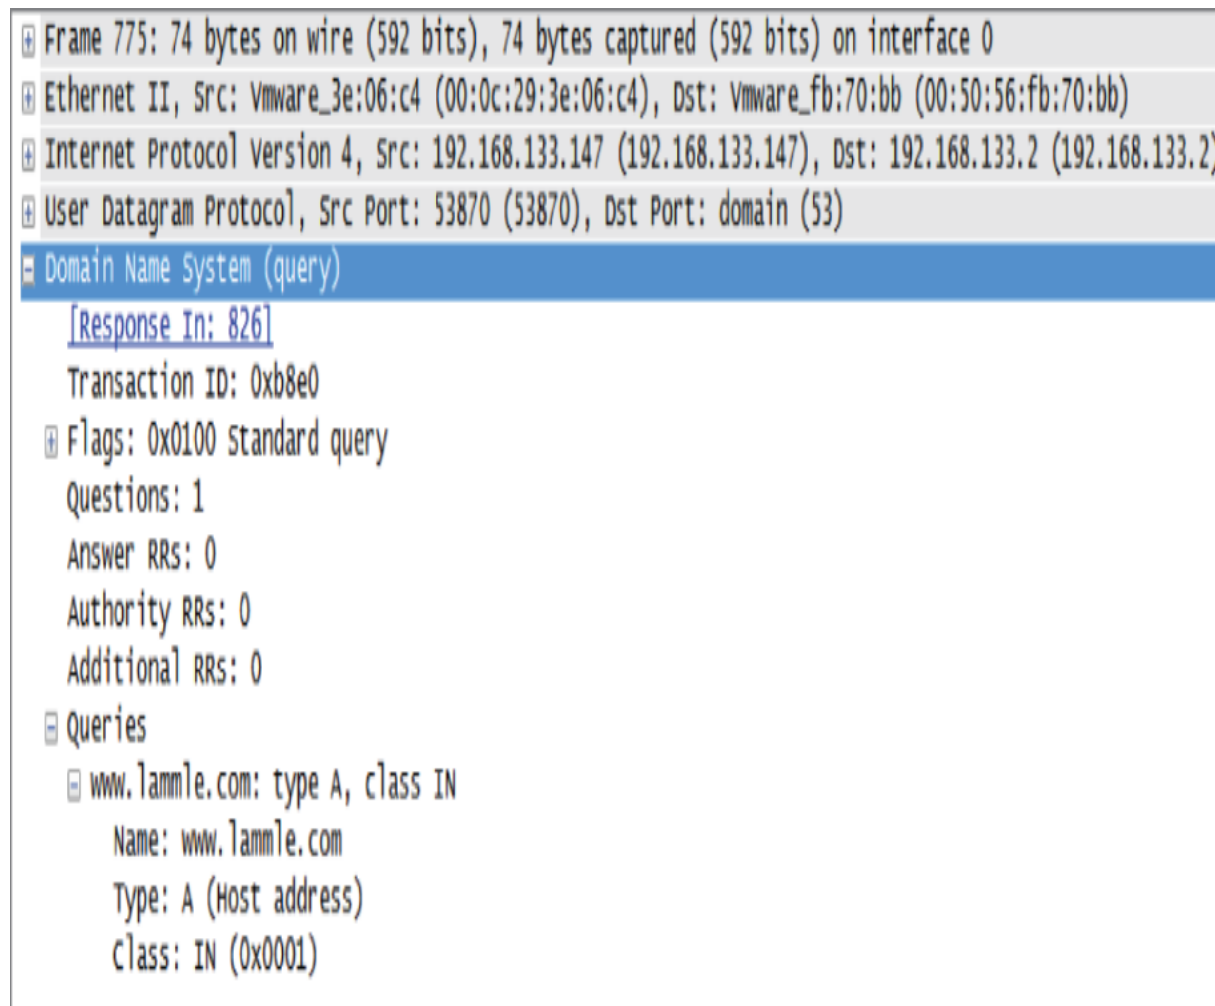 Frame 775: 74 bytes on wire (592 bits), 74 bytes captured (592 bits) on interface 0
Ethernet II, Src: Vmware_3e:06:c4 (00:0c:29:3e:06:c4), Dst: Vmware_fb:70:bb (00:50:56:fb:70:bb)
Internet Protocol Version 4, Src: 192.168.133.147 (192.168.133.147), Dst: 192.168.133.2 (192.168.133.2)
User Datagram Protocol, Src Port: 53870 (53870), Dst Port: domain (53)
Domain Name System (query)
[Response In: 826]
Transaction ID: 0xb8e0
Flags: 0x0100 Standard query
Questions: 1
Answer RRs: 0
Authority RRs: 0
Additional RRs: 0
Queries
www.lammle.com: type A, class IN
Name: www.lammle.com
Type: A (Host address)
Class: IN (0x0001)